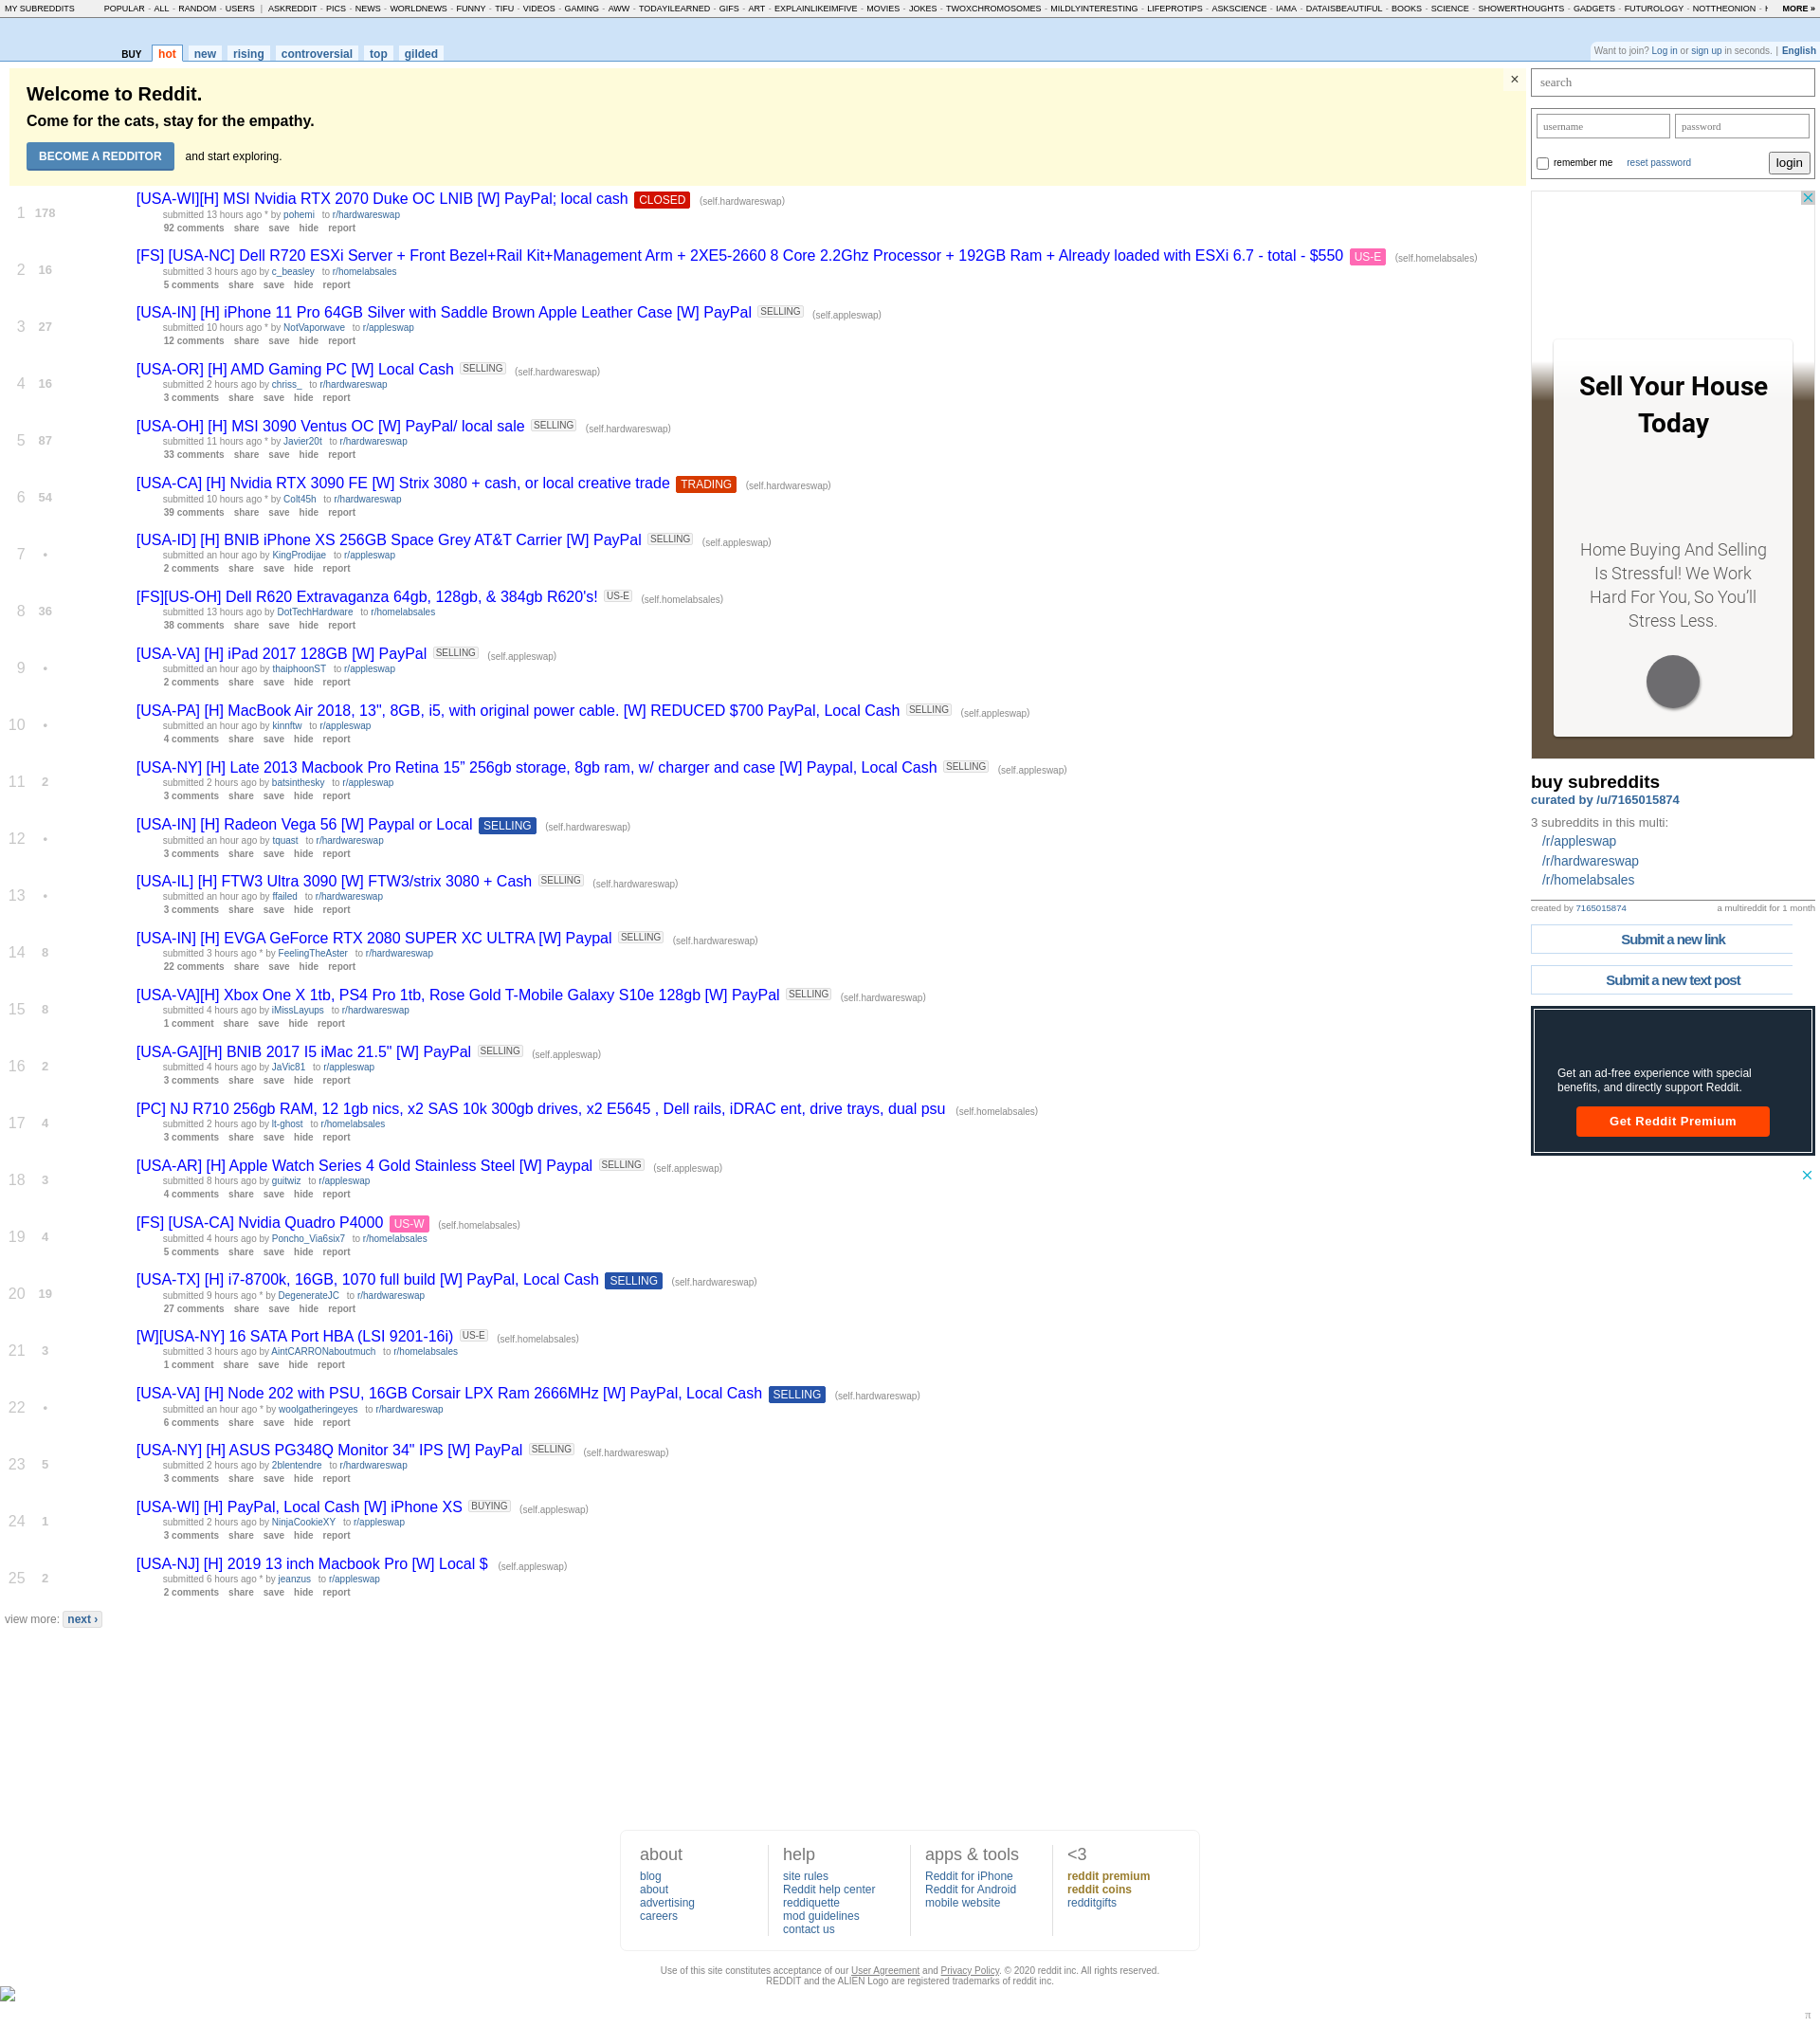 MY SUBREDDITS POPULAR - ALL - RANDOM - USERS | ASKREDDIT - PICS - NEWS - WORLDNEWS - FUNNY - TIFU - VIDEOS - GAMING - AWW - TODAYILEARNED - GIFS - ART - EXPLAINLIKEIMFIVE - MOVIES - JOKES - TWOXCHROMOSOMES - MILDLYINTERESTING - LIFEPROTIPS - ASKSCIENCE - IAMA - DATAISBEAUTIFUL - BOOKS - SCIENCE - SHOWERTHOUGHTS - GADGETS - FUTUROLOGY - NOTTHEONION - MORE »
BUY hot new rising controversial top gilded
Want to join? Log in or sign up in seconds. | English
Welcome to Reddit.
Come for the cats, stay for the empathy.
BECOME A REDDITOR and start exploring.
×
1 178 [USA-WI][H] MSI Nvidia RTX 2070 Duke OC LNIB [W] PayPal; local cash CLOSED (self.hardwareswap)
submitted 13 hours ago * by pohemi to r/hardwareswap
92 comments share save hide report
2 16 [FS] [USA-NC] Dell R720 ESXi Server + Front Bezel+Rail Kit+Management Arm + 2XE5-2660 8 Core 2.2Ghz Processor + 192GB Ram + Already loaded with ESXi 6.7 - total - $550 US-E (self.homelabsales)
submitted 3 hours ago by c_beasley to r/homelabsales
5 comments share save hide report
3 27 [USA-IN] [H] iPhone 11 Pro 64GB Silver with Saddle Brown Apple Leather Case [W] PayPal SELLING (self.appleswap)
submitted 10 hours ago * by NotVaporwave to r/appleswap
12 comments share save hide report
4 16 [USA-OR] [H] AMD Gaming PC [W] Local Cash SELLING (self.hardwareswap)
submitted 2 hours ago by chriss_ to r/hardwareswap
3 comments share save hide report
5 87 [USA-OH] [H] MSI 3090 Ventus OC [W] PayPal/ local sale SELLING (self.hardwareswap)
submitted 11 hours ago * by Javier20t to r/hardwareswap
33 comments share save hide report
6 54 [USA-CA] [H] Nvidia RTX 3090 FE [W] Strix 3080 + cash, or local creative trade TRADING (self.hardwareswap)
submitted 10 hours ago * by Colt45h to r/hardwareswap
39 comments share save hide report
7 • [USA-ID] [H] BNIB iPhone XS 256GB Space Grey AT&T Carrier [W] PayPal SELLING (self.appleswap)
submitted an hour ago by KingProdijae to r/appleswap
2 comments share save hide report
8 36 [FS][US-OH] Dell R620 Extravaganza 64gb, 128gb, & 384gb R620's! US-E (self.homelabsales)
submitted 13 hours ago by DotTechHardware to r/homelabsales
38 comments share save hide report
9 • [USA-VA] [H] iPad 2017 128GB [W] PayPal SELLING (self.appleswap)
submitted an hour ago by thaiphoonST to r/appleswap
2 comments share save hide report
10 • [USA-PA] [H] MacBook Air 2018, 13", 8GB, i5, with original power cable. [W] REDUCED $700 PayPal, Local Cash SELLING (self.appleswap)
submitted an hour ago by kinnftw to r/appleswap
4 comments share save hide report
11 2 [USA-NY] [H] Late 2013 Macbook Pro Retina 15” 256gb storage, 8gb ram, w/ charger and case [W] Paypal, Local Cash SELLING (self.appleswap)
submitted 2 hours ago by batsinthesky to r/appleswap
3 comments share save hide report
12 • [USA-IN] [H] Radeon Vega 56 [W] Paypal or Local SELLING (self.hardwareswap)
submitted an hour ago by tquast to r/hardwareswap
3 comments share save hide report
13 • [USA-IL] [H] FTW3 Ultra 3090 [W] FTW3/strix 3080 + Cash SELLING (self.hardwareswap)
submitted an hour ago by ffailed to r/hardwareswap
3 comments share save hide report
14 8 [USA-IN] [H] EVGA GeForce RTX 2080 SUPER XC ULTRA [W] Paypal SELLING (self.hardwareswap)
submitted 3 hours ago * by FeelingTheAster to r/hardwareswap
22 comments share save hide report
15 8 [USA-VA][H] Xbox One X 1tb, PS4 Pro 1tb, Rose Gold T-Mobile Galaxy S10e 128gb [W] PayPal SELLING (self.hardwareswap)
submitted 4 hours ago by iMissLayups to r/hardwareswap
1 comment share save hide report
16 2 [USA-GA][H] BNIB 2017 I5 iMac 21.5" [W] PayPal SELLING (self.appleswap)
submitted 4 hours ago by JaVic81 to r/appleswap
3 comments share save hide report
17 4 [PC] NJ R710 256gb RAM, 12 1gb nics, x2 SAS 10k 300gb drives, x2 E5645 , Dell rails, iDRAC ent, drive trays, dual psu (self.homelabsales)
submitted 2 hours ago by lt-ghost to r/homelabsales
3 comments share save hide report
18 3 [USA-AR] [H] Apple Watch Series 4 Gold Stainless Steel [W] Paypal SELLING (self.appleswap)
submitted 8 hours ago by guitwiz to r/appleswap
4 comments share save hide report
19 4 [FS] [USA-CA] Nvidia Quadro P4000 US-W (self.homelabsales)
submitted 4 hours ago by Poncho_Via6six7 to r/homelabsales
5 comments share save hide report
20 19 [USA-TX] [H] i7-8700k, 16GB, 1070 full build [W] PayPal, Local Cash SELLING (self.hardwareswap)
submitted 9 hours ago * by DegenerateJC to r/hardwareswap
27 comments share save hide report
21 3 [W][USA-NY] 16 SATA Port HBA (LSI 9201-16i) US-E (self.homelabsales)
submitted 3 hours ago by AintCARRONaboutmuch to r/homelabsales
1 comment share save hide report
22 • [USA-VA] [H] Node 202 with PSU, 16GB Corsair LPX Ram 2666MHz [W] PayPal, Local Cash SELLING (self.hardwareswap)
submitted an hour ago * by woolgatheringeyes to r/hardwareswap
6 comments share save hide report
23 5 [USA-NY] [H] ASUS PG348Q Monitor 34" IPS [W] PayPal SELLING (self.hardwareswap)
submitted 2 hours ago by 2blentendre to r/hardwareswap
3 comments share save hide report
24 1 [USA-WI] [H] PayPal, Local Cash [W] iPhone XS BUYING (self.appleswap)
submitted 2 hours ago by NinjaCookieXY to r/appleswap
3 comments share save hide report
25 2 [USA-NJ] [H] 2019 13 inch Macbook Pro [W] Local $ (self.appleswap)
submitted 6 hours ago * by jeanzus to r/appleswap
2 comments share save hide report
view more: next ›
search
username password
remember me reset password login
Sell Your House
Today
Home Buying And Selling
Is Stressful! We Work
Hard For You, So You’ll
Stress Less.
buy subreddits
curated by /u/7165015874
3 subreddits in this multi:
/r/appleswap
/r/hardwareswap
/r/homelabsales
created by 7165015874 a multireddit for 1 month
Submit a new link
Submit a new text post
Get an ad-free experience with special
benefits, and directly support Reddit.
Get Reddit Premium
about
blog
about
advertising
careers
help
site rules
Reddit help center
reddiquette
mod guidelines
contact us
apps & tools
Reddit for iPhone
Reddit for Android
mobile website
<3
reddit premium
reddit coins
redditgifts
Use of this site constitutes acceptance of our User Agreement and Privacy Policy. © 2020 reddit inc. All rights reserved.
REDDIT and the ALIEN Logo are registered trademarks of reddit inc.
π